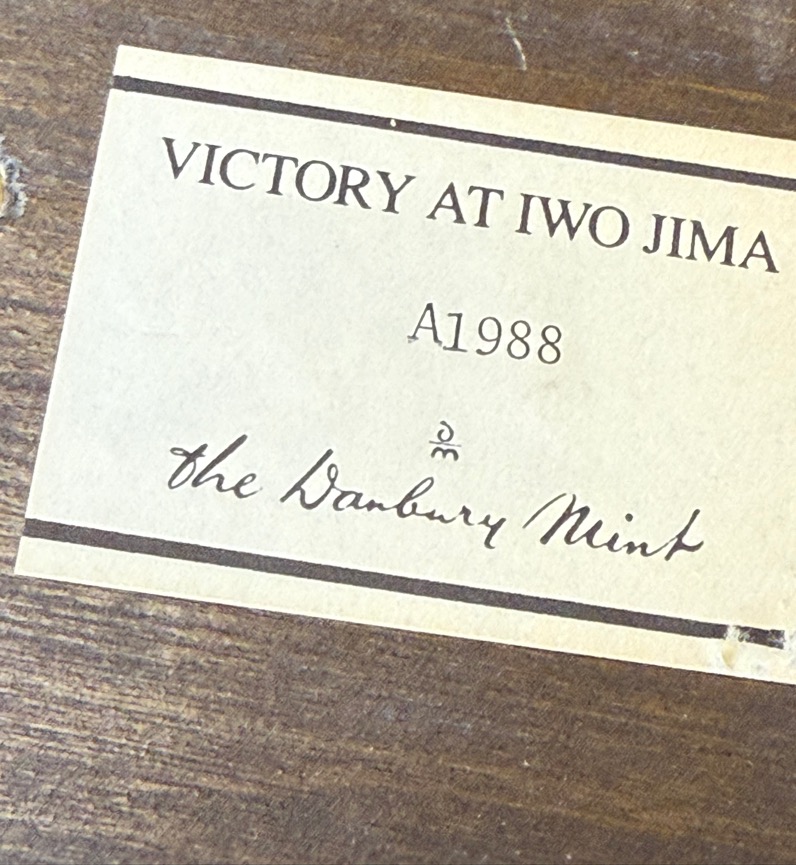 VICTORY AT IWO JIMA
A1988
D
m
the Danbury Mint